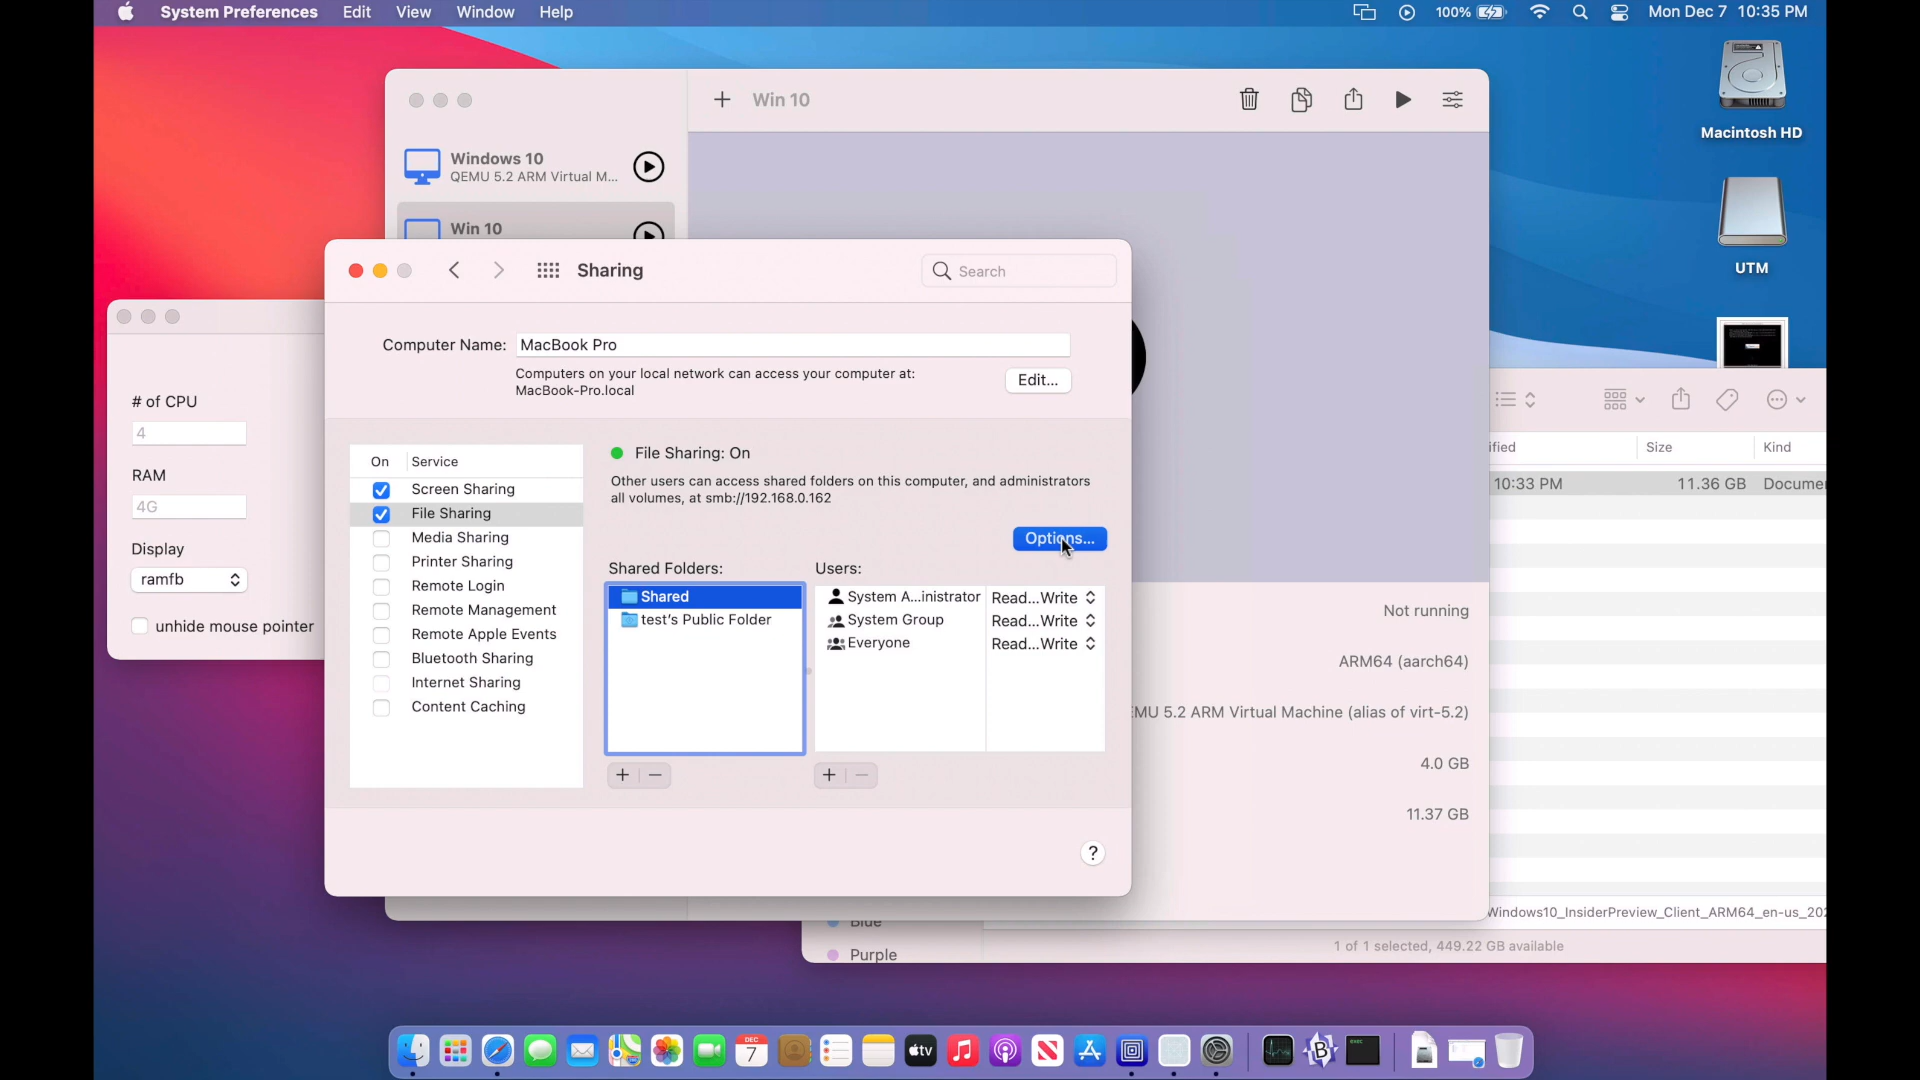 System Preferences Edit View Window Help
100% Mon Dec 7 10:35 PM
Win 10
Macintosh HD
Windows 10
QEMU 5.2 ARM Virtual M...
Win 10
UTM
Sharing
Search
Computer Name: MacBook Pro
Computers on your local network can access your computer at:
MacBook-Pro.local
Edit...
# of CPU
4
RAM
4G
Display
ramfb
unhide mouse pointer
On Service
Screen Sharing
File Sharing
Media Sharing
Printer Sharing
Remote Login
Remote Management
Remote Apple Events
Bluetooth Sharing
Internet Sharing
Content Caching
File Sharing: On
Other users can access shared folders on this computer, and administrators
all volumes, at smb://192.168.0.162
Options...
Shared Folders:
Shared
test's Public Folder
Users:
System A...inistrator Read...Write
System Group Read...Write
Everyone Read...Write
+ −
+ −
?
Not running
ARM64 (aarch64)
EMU 5.2 ARM Virtual Machine (alias of virt-5.2)
4.0 GB
11.37 GB
ified Size Kind
10:33 PM 11.36 GB Docume
Windows10_InsiderPreview_Client_ARM64_en-us_202
1 of 1 selected, 449.22 GB available
Blue
Purple
DEC
7
tv
exec